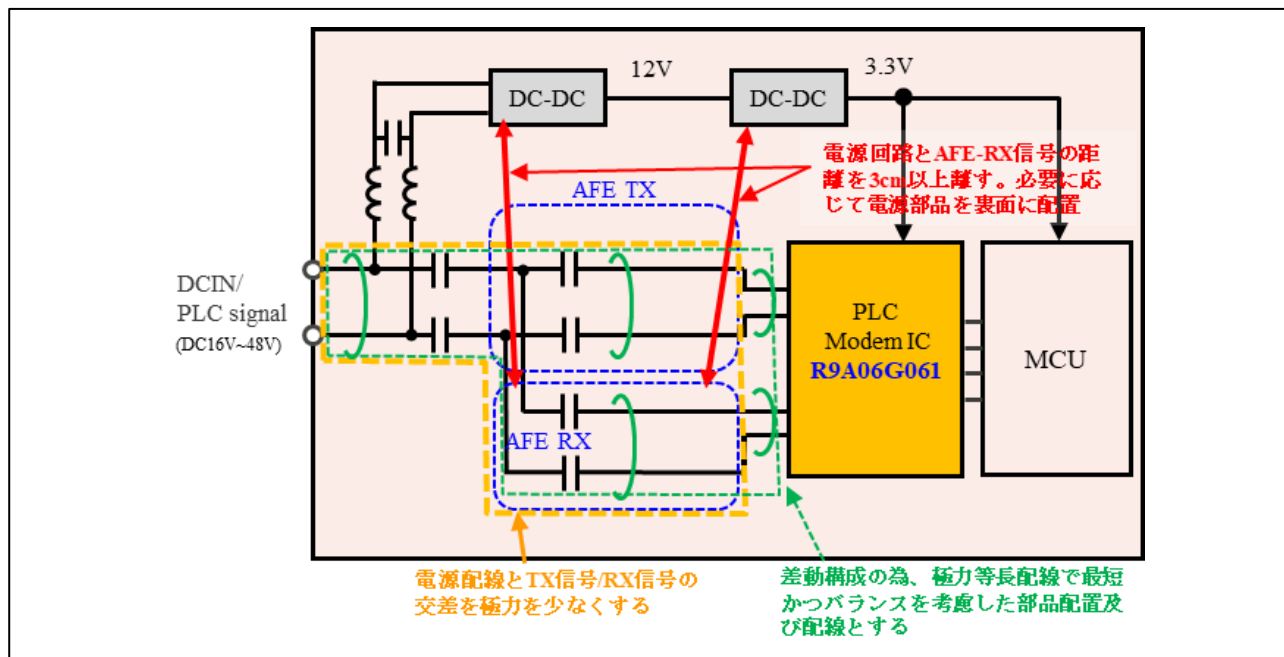 12V
3.3V
DC-DC
DC-DC
電源回路とAFE-RX信号の距
離を3cm以上離す。必要に応
じて電源部品を裏面に配置
AFE TX
DCIN/
PLC signal
(DC16V~48V)
PLC
Modem IC
R9A06G061
MCU
AFE RX
電源配線とTX信号/RX信号の
交差を極力を少なくする
差動構成の為、極力等長配線で最短
かつバランスを考慮した部品配置及
び配線とする